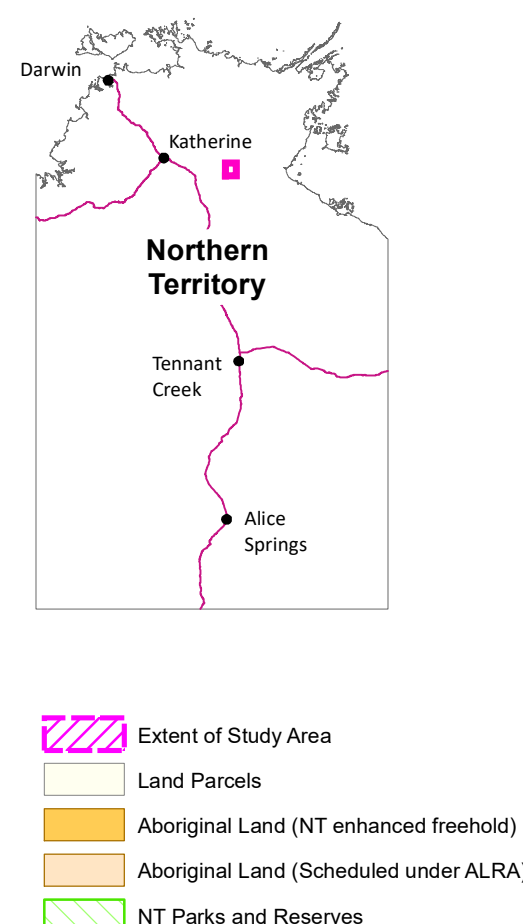 Darwin
Katherine
Northern
Territory
Tennant
Creek
Alice
Springs
Extent of Study Area
Land Parcels
Aboriginal Land (NT enhanced freehold)
Aboriginal Land (Scheduled under ALRA)
NT Parks and Reserves